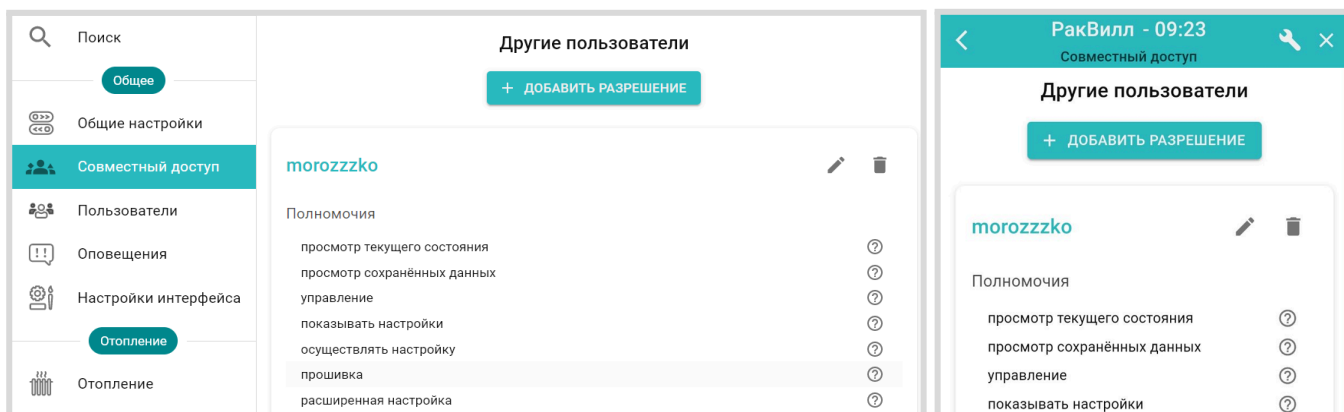 Поиск
Общее
Общие настройки
Совместный доступ
Пользователи
Оповещения
Настройки интерфейса
Отопление
Отопление
Другие пользователи
+ ДОБАВИТЬ РАЗРЕШЕНИЕ
morozzzko
Полномочия
просмотр текущего состояния
просмотр сохранённых данных
управление
показывать настройки
осуществлять настройку
прошивка
расширенная настройка
РакВилл - 09:23
Совместный доступ
Другие пользователи
+ ДОБАВИТЬ РАЗРЕШЕНИЕ
morozzzko
Полномочия
просмотр текущего состояния
просмотр сохранённых данных
управление
показывать настройки